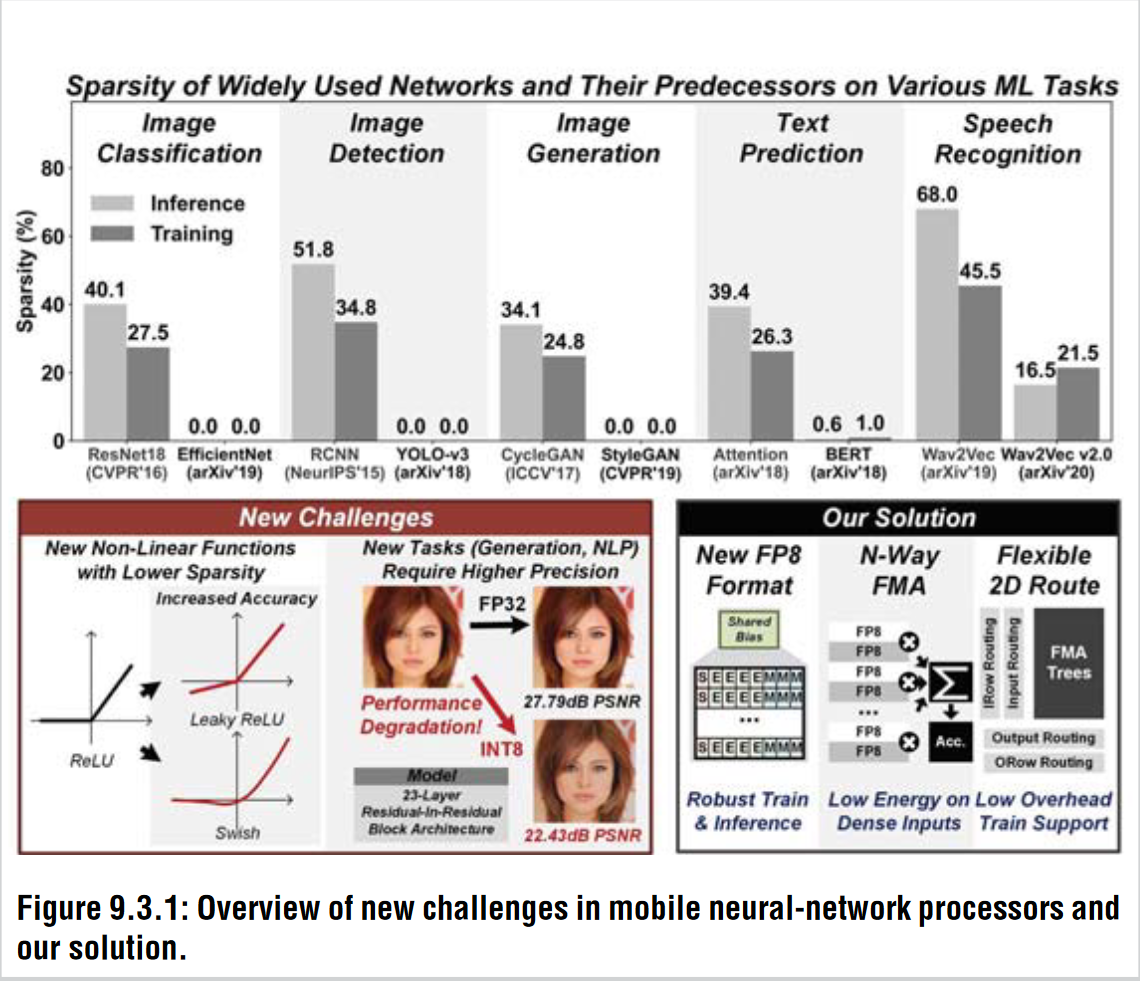 Sparsity of Widely Used Networks and Their Predecessors on Various ML Tasks
Image
Classification
Image
Detection
Image
Generation
Text
Prediction
Speech
Recognition
Sparsity (%)
80
60
40
20
0
Inference
Training
40.1
27.5
0.0 0.0
51.8
34.8
0.0 0.0
34.1
24.8
0.0 0.0
39.4
26.3
0.6 1.0
68.0
45.5
16.5
21.5
ResNet18
(CVPR'16)
EfficientNet
(arXiv'19)
RCNN
(NeurIPS'15)
YOLO-v3
(arXiv'18)
CycleGAN
(ICCV'17)
StyleGAN
(CVPR'19)
Attention
(arXiv'18)
BERT
(arXiv'18)
Wav2Vec
(arXiv'19)
Wav2Vec v2.0
(arXiv'20)
New Challenges
New Non-Linear Functions
with Lower Sparsity
Increased Accuracy
ReLU
Leaky ReLU
Swish
New Tasks (Generation, NLP)
Require Higher Precision
FP32
27.79dB PSNR
Performance
Degradation!
INT8
Model
23-Layer
Residual-In-Residual
Block Architecture
22.43dB PSNR
Our Solution
New FP8
Format
Shared
Bias
S E E E E M M M
S E E E E M M M
...
S E E E E M M M
Robust Train
& Inference
N-Way
FMA
FP8
FP8
FP8
FP8
...
FP8
FP8
Σ
Acc.
Low Energy on
Dense Inputs
Flexible
2D Route
IRow Routing
Input Routing
FMA
Trees
Output Routing
ORow Routing
Low Overhead
Train Support
Figure 9.3.1: Overview of new challenges in mobile neural-network processors and
our solution.